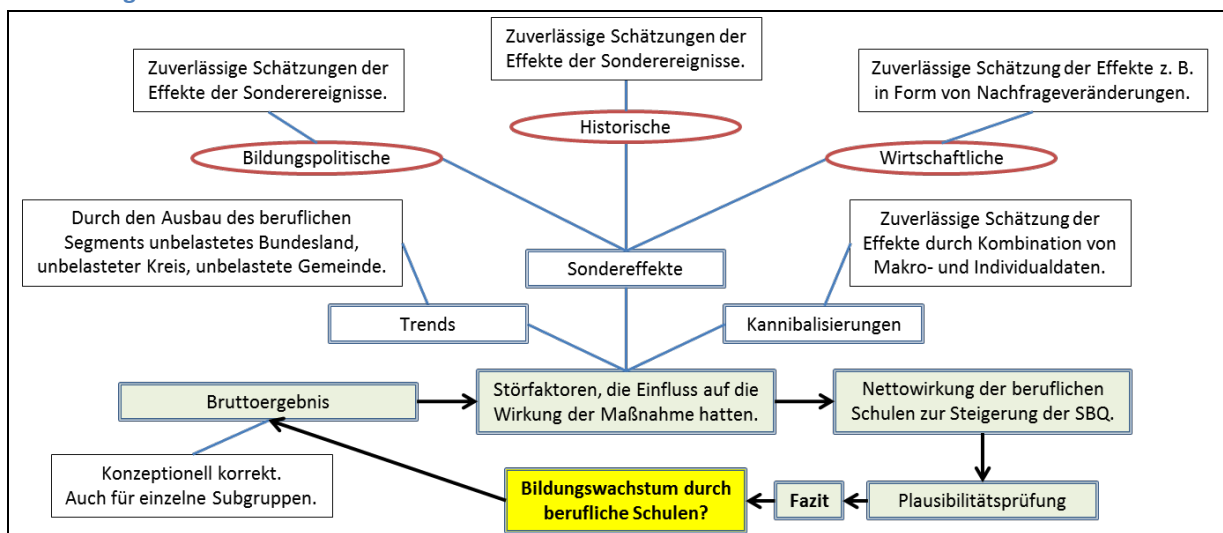 Zuverlässige Schätzungen der
Effekte der Sonderereignisse.
Zuverlässige Schätzungen der
Effekte der Sonderereignisse.
Zuverlässige Schätzung der Effekte z. B.
in Form von Nachfrageveränderungen.
Historische
Bildungspolitische
Wirtschaftliche
Durch den Ausbau des beruflichen
Segments unbelastetes Bundesland,
unbelasteter Kreis, unbelastete Gemeinde.
Zuverlässige Schätzung der
Effekte durch Kombination von
Makro- und Individualdaten.
Sondereffekte
Trends
Kannibalisierungen
Bruttoergebnis
Störfaktoren, die Einfluss auf die
Wirkung der Maßnahme hatten.
Nettowirkung der beruflichen
Schulen zur Steigerung der SBQ.
Konzeptionell korrekt.
Auch für einzelne Subgruppen.
Bildungswachstum durch
berufliche Schulen?
Fazit
Plausibilitätsprüfung